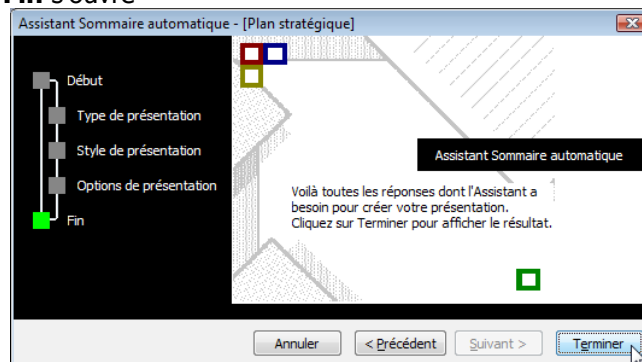 Fin s'ouvre
Assistant Sommaire automatique - [Plan stratégique]
Début
Type de présentation
Style de présentation
Options de présentation
Fin
Assistant Sommaire automatique
Voilà toutes les réponses dont l'Assistant a
besoin pour créer votre présentation.
Cliquez sur Terminer pour afficher le résultat.
Annuler
< Précédent
Suivant >
Terminer